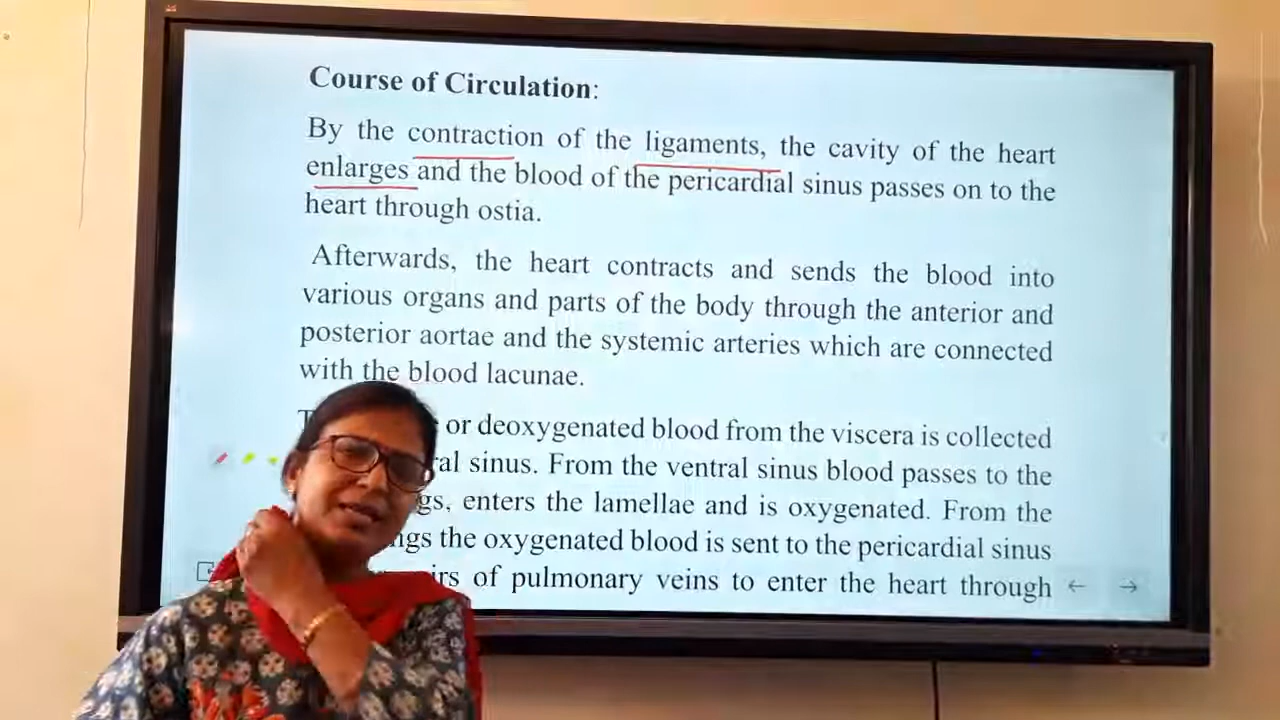 Course of Circulation:
By the contraction of the ligaments, the cavity of the heart
enlarges and the blood of the pericardial sinus passes on to the
heart through ostia.
Afterwards, the heart contracts and sends the blood into
various organs and parts of the body through the anterior and
posterior aortae and the systemic arteries which are connected
with the blood lacunae.
or deoxygenated blood from the viscera is collected
sinus. From the ventral sinus blood passes to the
enters the lamellae and is oxygenated. From the
the oxygenated blood is sent to the pericardial sinus
of pulmonary veins to enter the heart through